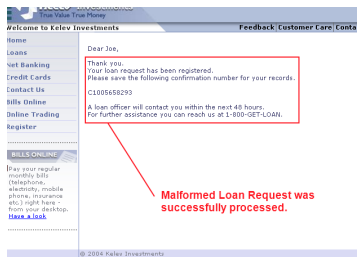 Investments
True Value True Money
Welcome to Kelev Investments
Feedback Customer Care Conta
Home
Loans
Net Banking
Credit Cards
Contact Us
Bills Online
Online Trading
Register
Dear Joe,
Thank you.
Your loan request has been registered.
Please save the following confirmation number for your records.
C1005658293
A loan officer will contact you within the next 48 hours.
For further assistance you can reach us at 1-800-GET-LOAN.
BILLS ONLINE
Pay your regular
monthly bills
(telephone,
electricity, mobile
phone, insurance
etc.) right here -
from your desktop.
Have a look
Malformed Loan Request was
successfully processed.
© 2004 Kelev Investments